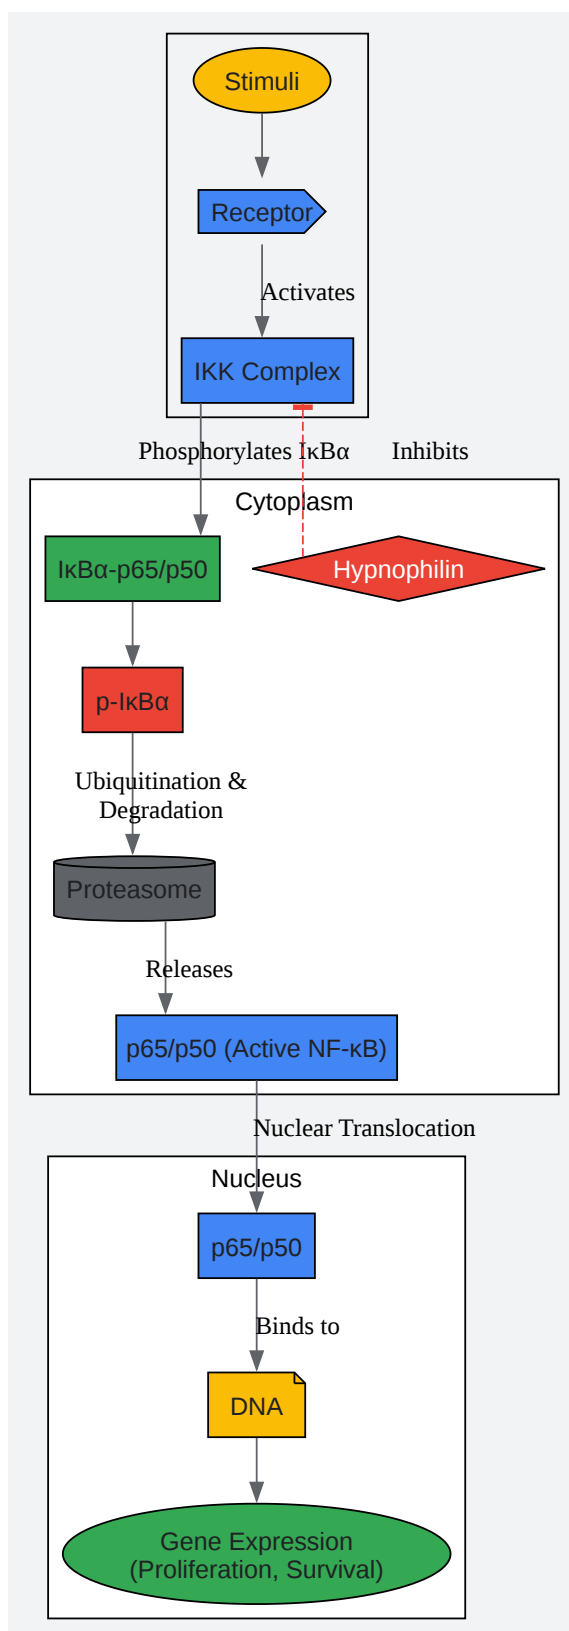 Stimuli
Receptor
Activates
IKK Complex
Phosphorylates IκBα
Inhibits
Cytoplasm
IκBα-p65/p50
Hypnophilin
p-IκBα
Ubiquitination &
Degradation
Proteasome
Releases
p65/p50 (Active NF-κB)
Nuclear Translocation
Nucleus
p65/p50
Binds to
DNA
Gene Expression
(Proliferation, Survival)